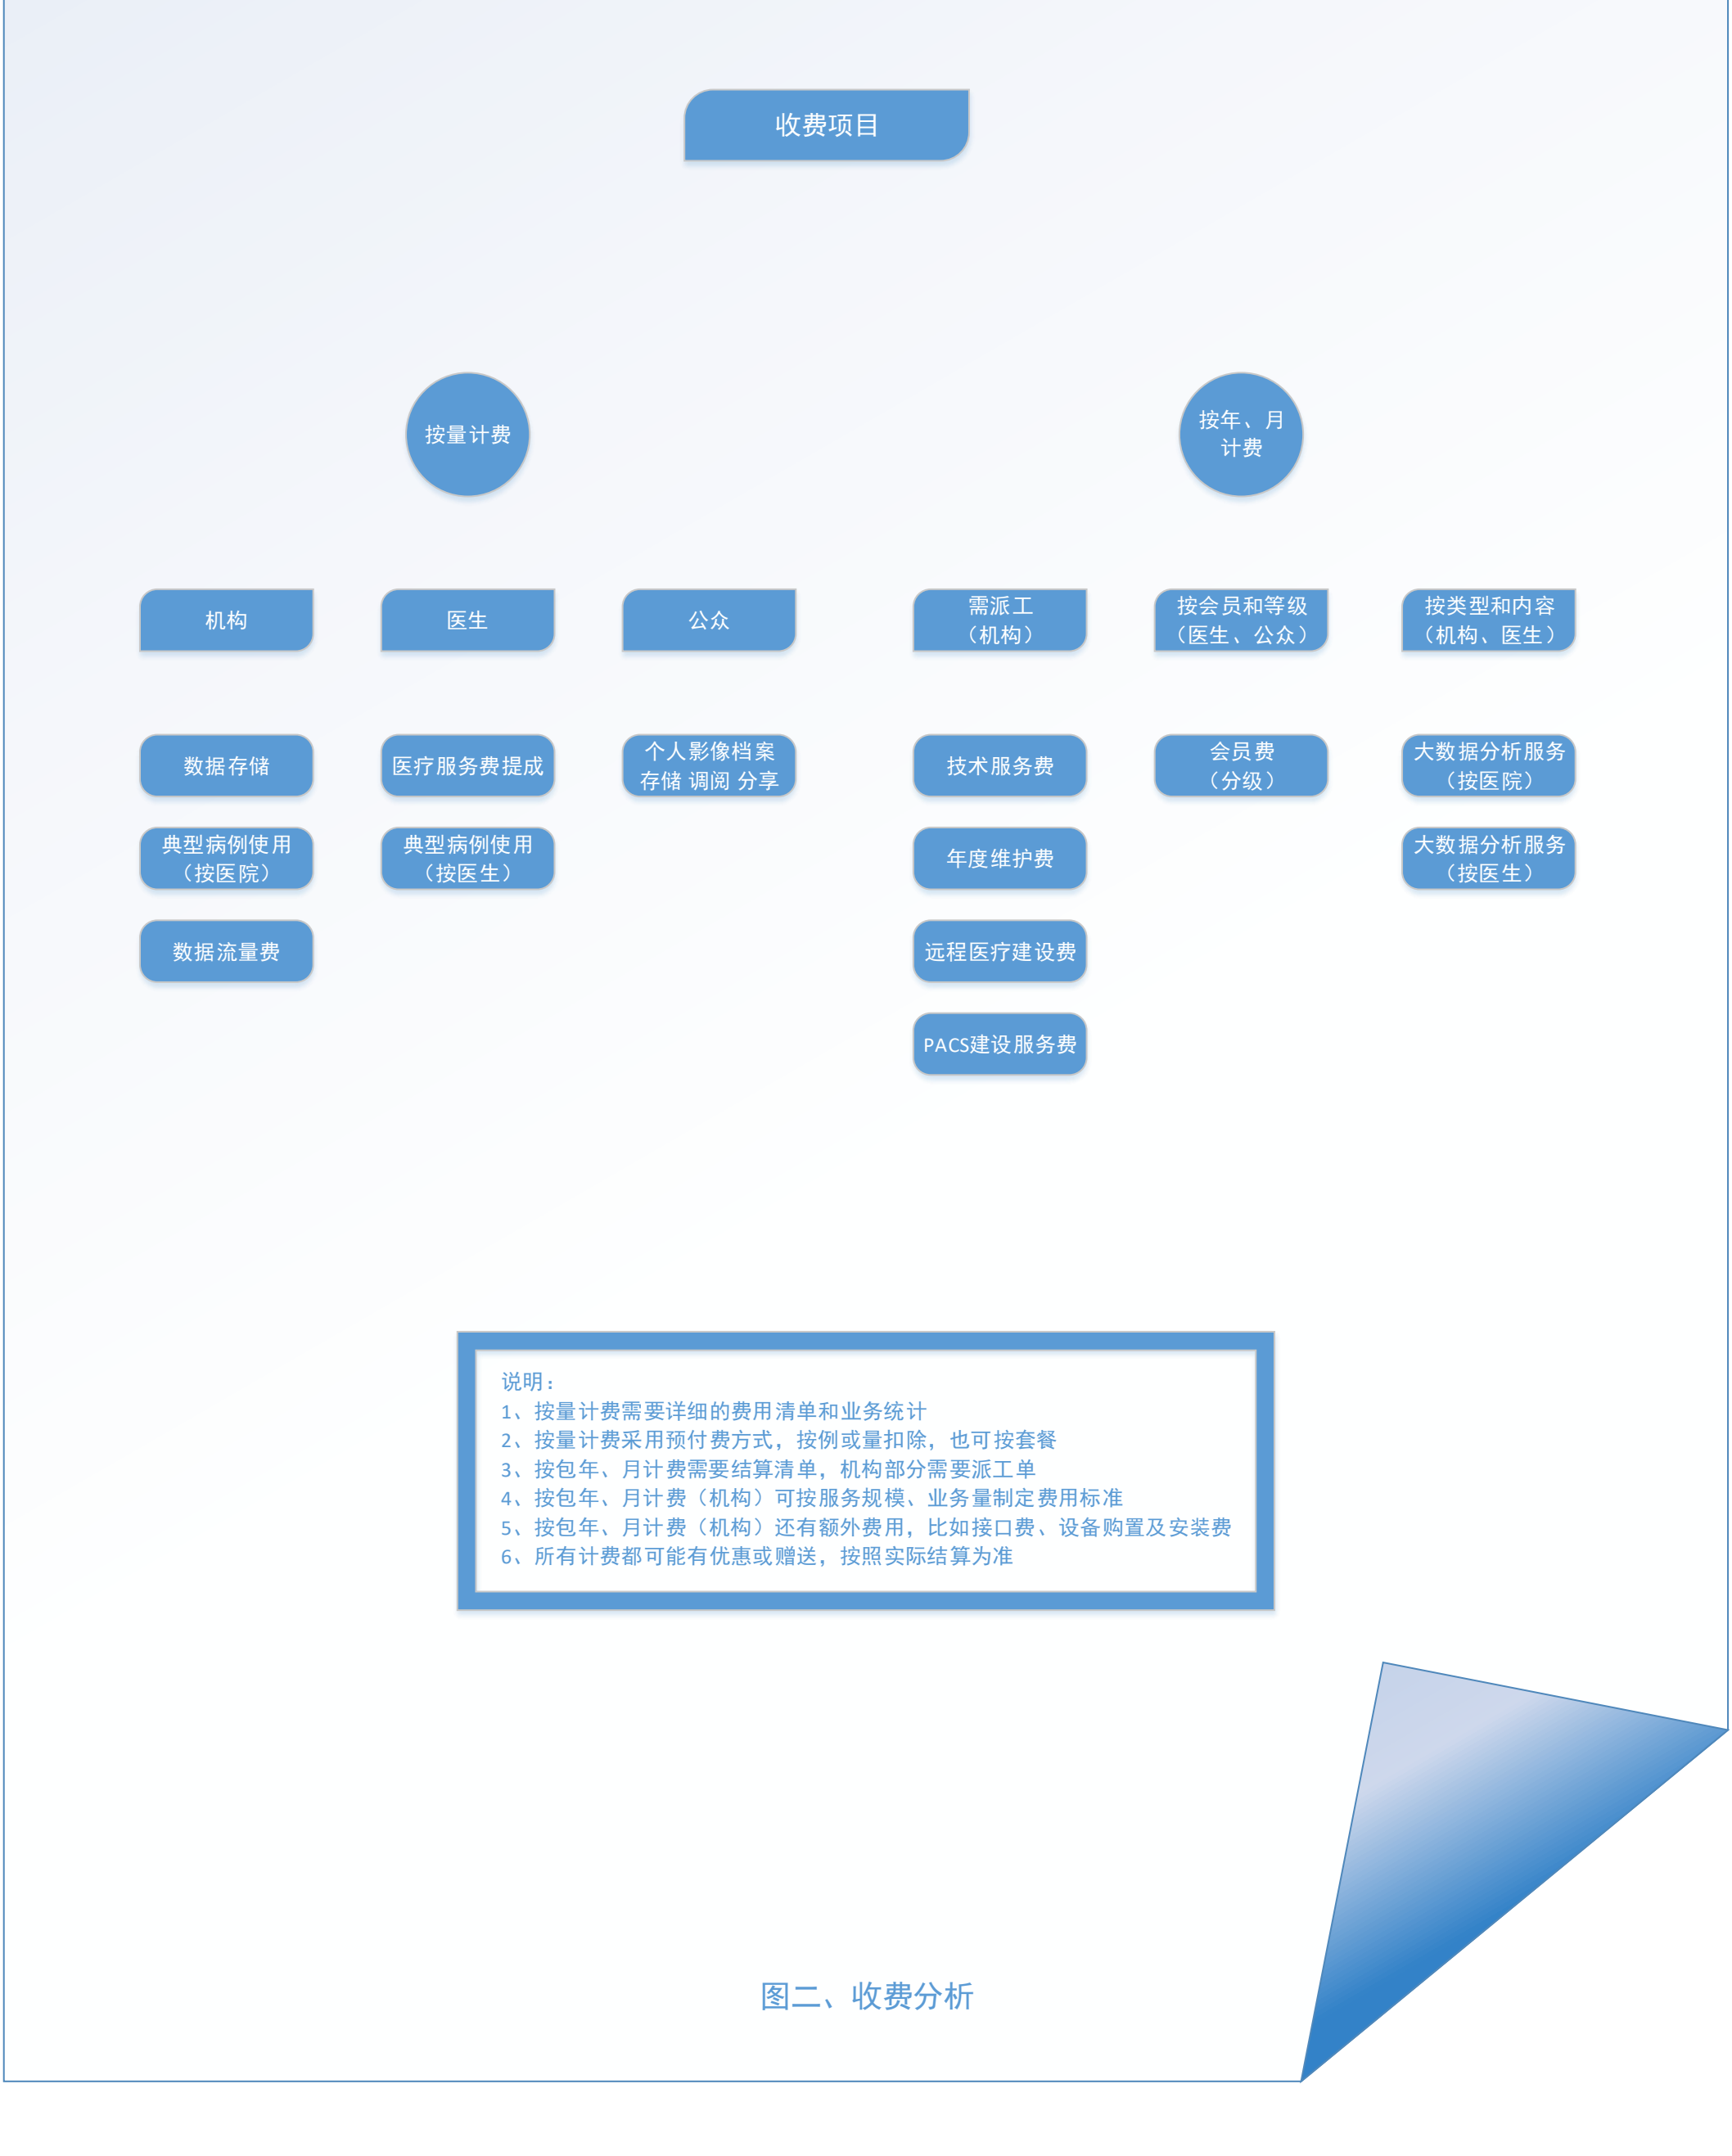 收费项目
按量计费
按年、月
计费
机构
医生
公众
需派工
（机构）
按会员和等级
（医生、公众）
按类型和内容
（机构、医生）
数据存储
医疗服务费提成
个人影像档案
存储 调阅 分享
技术服务费
会员费
（分级）
大数据分析服务
（按医院）
典型病例使用
（按医院）
典型病例使用
（按医生）
年度维护费
大数据分析服务
（按医生）
数据流量费
远程医疗建设费
PACS建设服务费
说明：
1、按量计费需要详细的费用清单和业务统计
2、按量计费采用预付费方式，按例或量扣除，也可按套餐
3、按包年、月计费需要结算清单，机构部分需要派工单
4、按包年、月计费（机构）可按服务规模、业务量制定费用标准
5、按包年、月计费（机构）还有额外费用，比如接口费、设备购置及安装费
6、所有计费都可能有优惠或赠送，按照实际结算为准
图二、收费分析